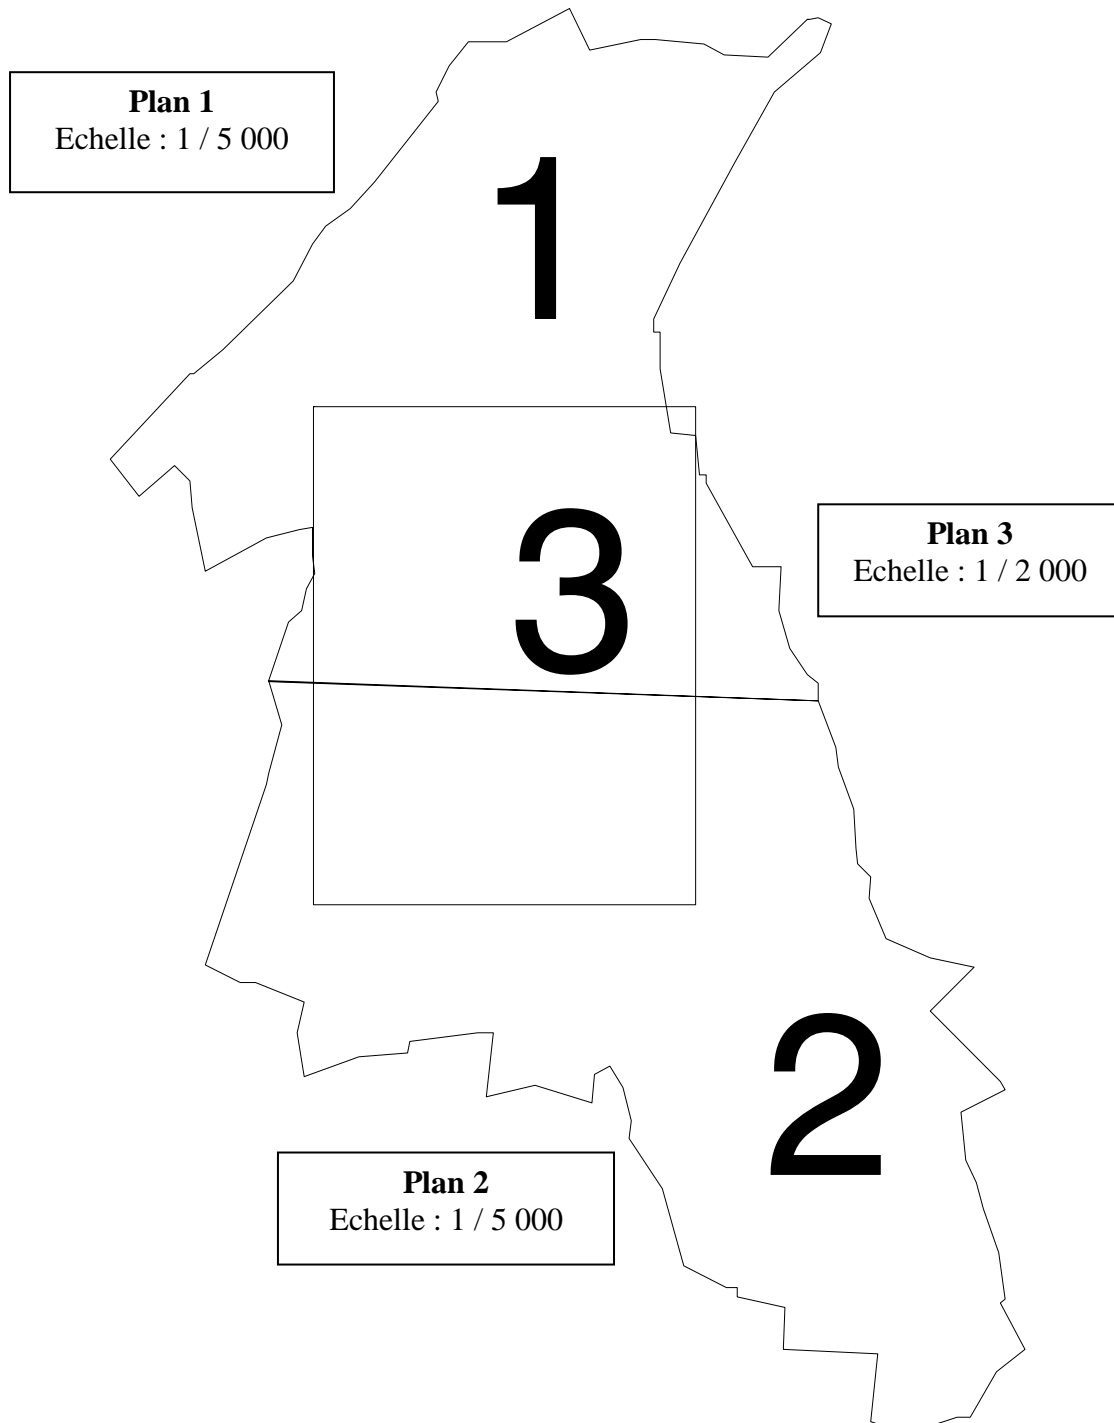 Plan 1
Echelle : 1 / 5 000
1
3
Plan 3
Echelle : 1 / 2 000
2
Plan 2
Echelle : 1 / 5 000